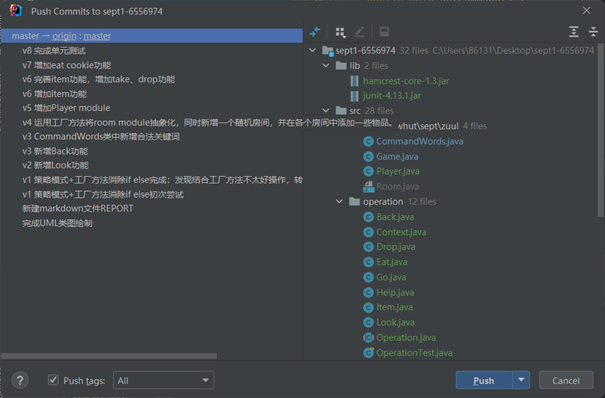 Push Commits to sept1-6556974
master → origin : master
v8 完成单元测试
v7 增加eat cookie功能
v6 完善item功能，增加take、drop功能
v6 增加item功能
v5 增加Player module
v4 运用工厂方法将room module抽象化，同时新增一个随机房间，并在各个房间中添加一些物品。
v3 CommandWords类中新增合法关键词
v3 新增Back功能
v2 新增Look功能
v1 策略模式+工厂方法消除if else完成：发现结合工厂方法不太好操作，转
v1 策略模式+工厂方法消除if else初次尝试
新建markdown文件REPORT
完成UML类图绘制
sept1-6556974 32 files C:\Users\86131\Desktop\sept1-6556974
lib 2 files
hamcrest-core-1.3.jar
junit-4.13.1.jar
src 28 files
whut\sept\zuul 4 files
CommandWords.java
Game.java
Player.java
Room.java
operation 12 files
Back.java
Context.java
Drop.java
Eat.java
Go.java
Help.java
Item.java
Look.java
Operation.java
OperationTest.java
? Push tags: All Push Cancel